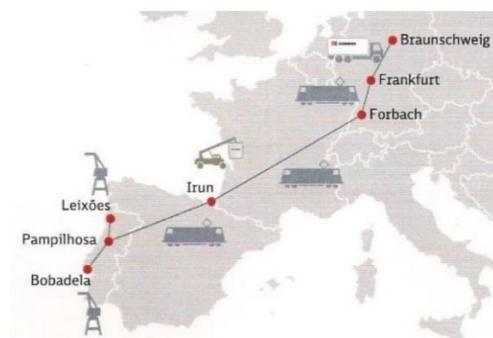 Braunschweig
Frankfurt
Forbach
Irun
Leixões
Pampilhosa
Bobadela